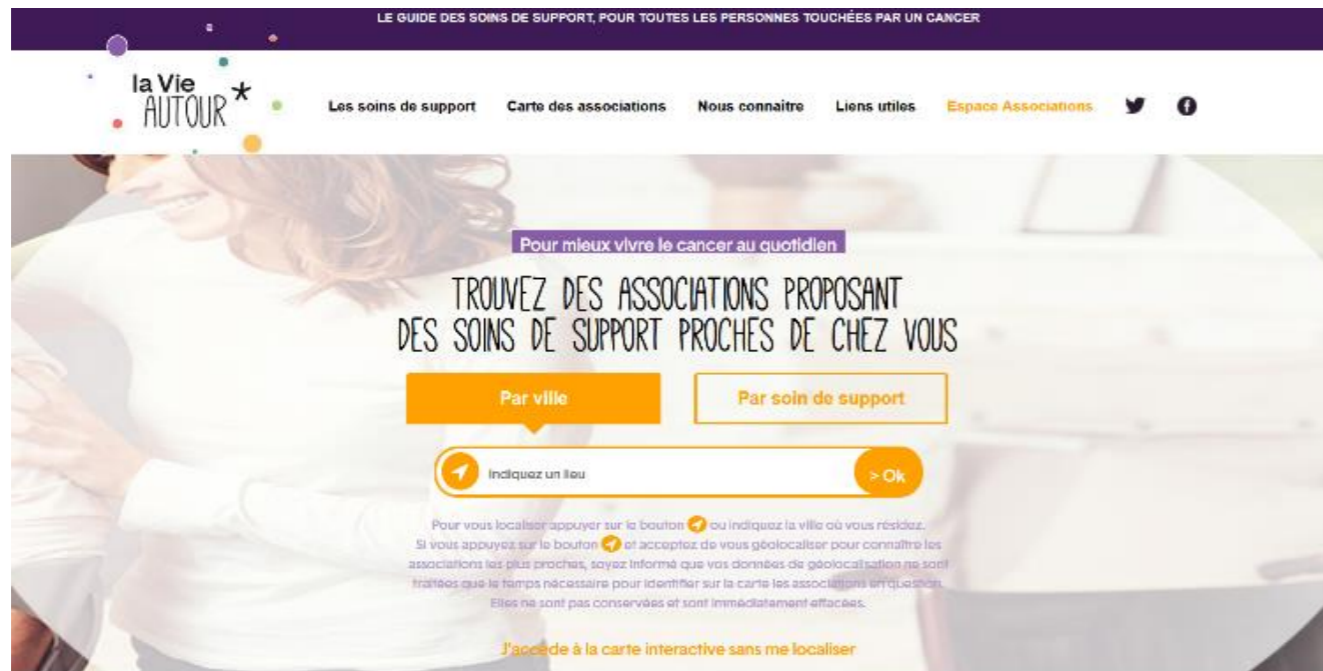 LE GUIDE DES SOINS DE SUPPORT, POUR TOUTES LES PERSONNES TOUCHÉES PAR UN CANCER
la Vie
AUTOUR*
Les soins de support
Carte des associations
Nous connaitre
Liens utiles
Espace Associations
Pour mieux vivre le cancer au quotidien
TROUVEZ DES ASSOCIATIONS PROPOSANT
DES SOINS DE SUPPORT PROCHES DE CHEZ VOUS
Par ville
Par soin de support
Indiquez un lieu
> Ok
Pour vous localiser appuyer sur le bouton ou indiquez la ville où vous résidez.
Si vous appuyez sur le bouton et acceptez de vous géolocaliser pour connaître les
associations les plus proches, soyez informé que vos données de géolocalisation ne sont
traitées que le temps nécessaire pour identifier sur la carte les associations en question.
Elles ne sont pas conservées et sont immédiatement effacées.
J'accède à la carte interactive sans me localiser